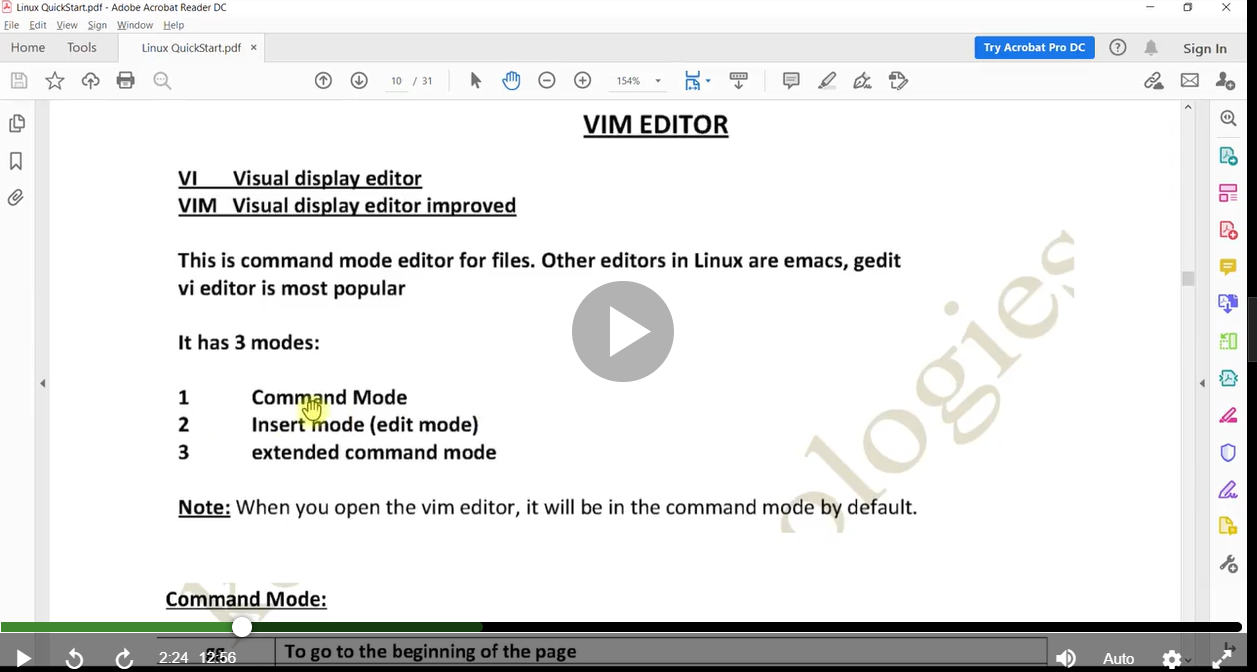 Linux QuickStart.pdf - Adobe Acrobat Reader DC
File Edit View Sign Window Help
Home Tools Linux QuickStart.pdf × Try Acrobat Pro DC Sign In
10 / 31 154%
VIM EDITOR
VI Visual display editor
VIM Visual display editor improved
This is command mode editor for files. Other editors in Linux are emacs, gedit
vi editor is most popular
It has 3 modes:
1 Command Mode
2 Insert mode (edit mode)
3 extended command mode
Note: When you open the vim editor, it will be in the command mode by default.
ologies
Command Mode:
gg To go to the beginning of the page
2:24 12:56 Auto